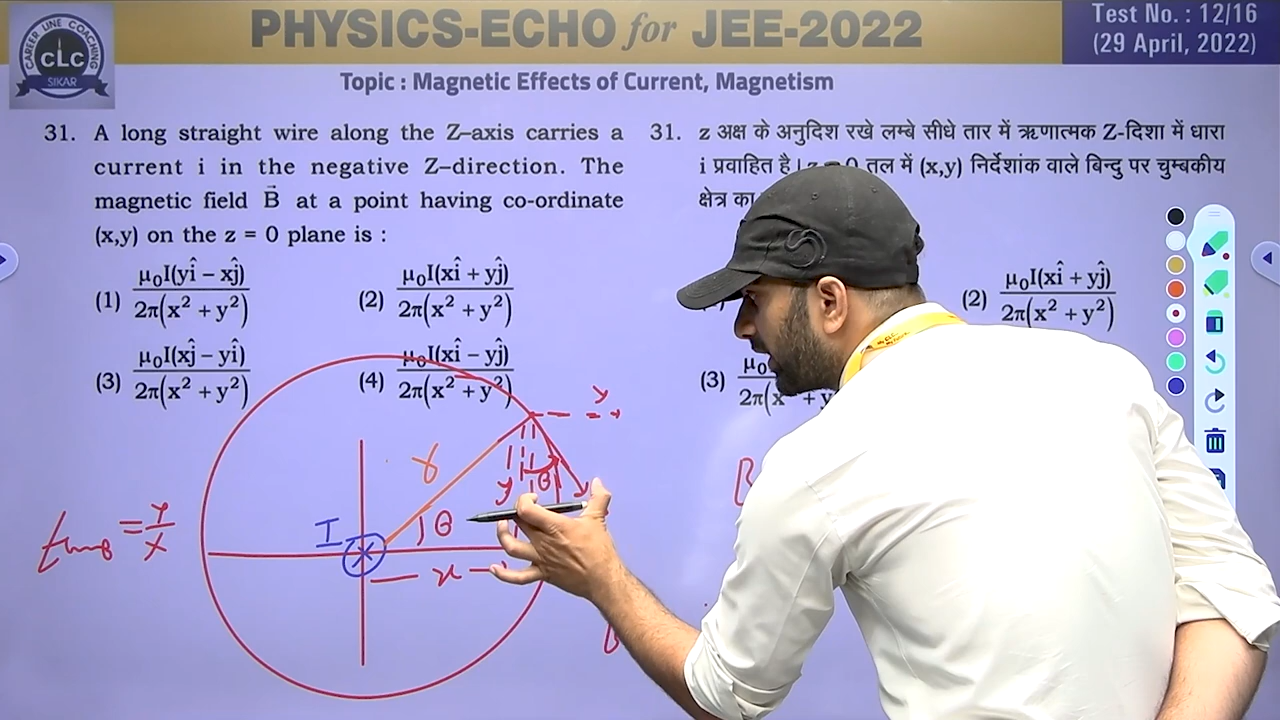 PHYSICS-ECHO for JEE-2022
Test No. : 12/16
(29 April, 2022)
CAREER LINE COACHING
CLC
SIKAR
Topic : Magnetic Effects of Current, Magnetism
31. A long straight wire along the Z–axis carries a
current i in the negative Z–direction. The
magnetic field B⃗ at a point having co-ordinate
(x,y) on the z = 0 plane is :
(1) μ₀I(yî − xĵ) / 2π(x² + y²)
(2) μ₀I(xî + yĵ) / 2π(x² + y²)
(3) μ₀I(xĵ − yî) / 2π(x² + y²)
(4) μ₀I(xî − yĵ) / 2π(x² + y²)
31. z अक्ष के अनुदिश रखे लम्बे सीधे तार में ऋणात्मक Z-दिशा में धारा
i प्रवाहित है। z = 0 तल में (x,y) निर्देशांक वाले बिन्दु पर चुम्बकीय
क्षेत्र का
(2) μ₀I(xî + yĵ) / 2π(x² + y²)
(3) μ₀ / 2π(x + y
r
y
θ
I
θ
x
tanθ = y/x
B